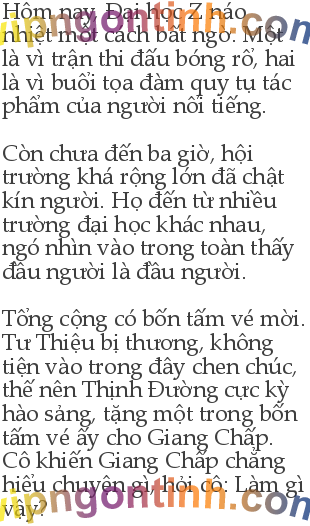 Hôm nay, Đại học Z náo
nhiệt một cách bất ngờ. Một
là vì trận thi đấu bóng rổ, hai
là vì buổi tọa đàm quy tụ tác
phẩm của người nổi tiếng.

Còn chưa đến ba giờ, hội
trường khá rộng lớn đã chật
kín người. Họ đến từ nhiều
trường đại học khác nhau,
ngó nhìn vào trong toàn thấy
đầu người là đầu người.

Tổng cộng có bốn tấm vé mời.
Tư Thiệu bị thương, không
tiện vào trong đây chen chúc,
thế nên Thịnh Đường cực kỳ
hào sảng, tặng một trong bốn
tấm vé ấy cho Giang Chấp.
Cô khiến Giang Chấp chẳng
hiểu chuyện gì, hỏi cô: Làm gì
vậy?
vipngontinh.com
vipngontinh.com